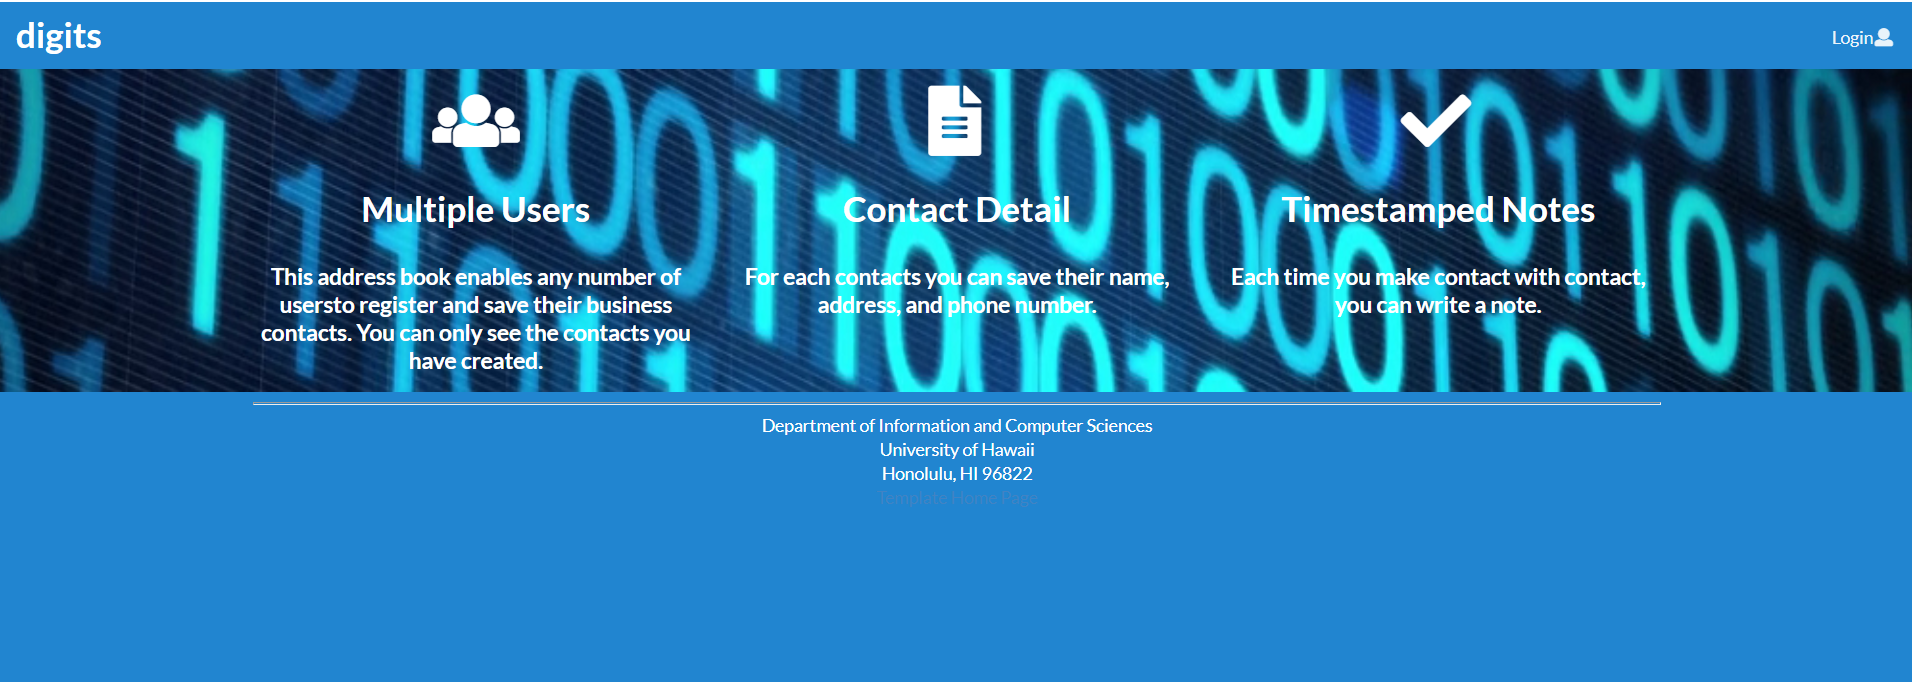 digits
Login
Multiple Users
Contact Detail
Timestamped Notes
This address book enables any number of
usersto register and save their business
contacts. You can only see the contacts you
have created.
For each contacts you can save their name,
address, and phone number.
Each time you make contact with contact,
you can write a note.
Department of Information and Computer Sciences
University of Hawaii
Honolulu, HI 96822
Template Home Page